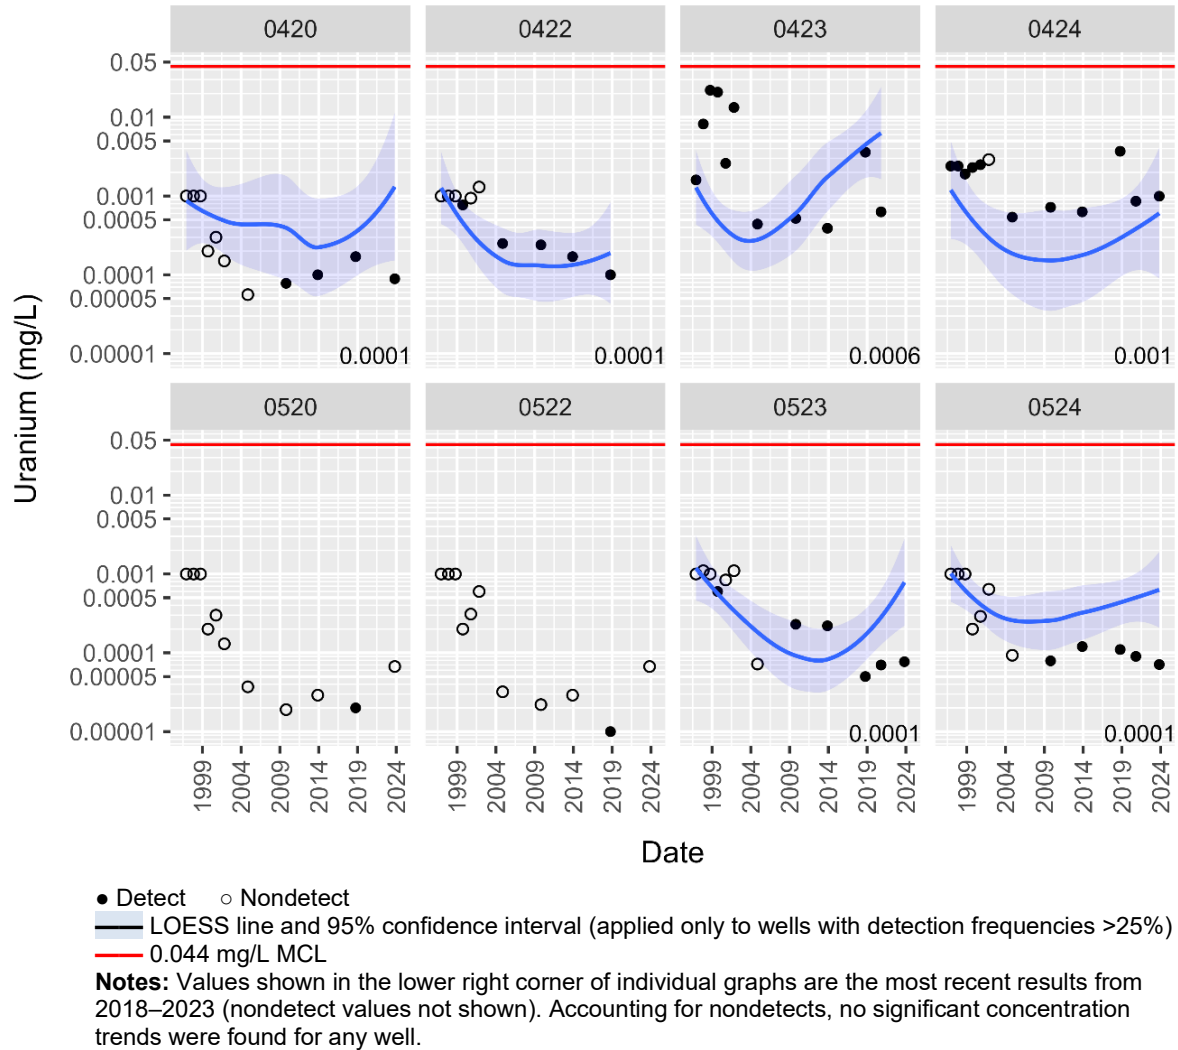 0420 0422 0423 0424
0.05
0.01
0.005
0.001
0.0005
0.0001
0.00005
0.00001
0.0001 0.0001 0.0006 0.001
Uranium (mg/L)
0520 0522 0523 0524
0.05
0.01
0.005
0.001
0.0005
0.0001
0.00005
0.00001
0.0001 0.0001
1999 2004 2009 2014 2019 2024 1999 2004 2009 2014 2019 2024 1999 2004 2009 2014 2019 2024 1999 2004 2009 2014 2019 2024
Date
● Detect ○ Nondetect
LOESS line and 95% confidence interval (applied only to wells with detection frequencies >25%)
0.044 mg/L MCL
Notes: Values shown in the lower right corner of individual graphs are the most recent results from
2018–2023 (nondetect values not shown). Accounting for nondetects, no significant concentration
trends were found for any well.